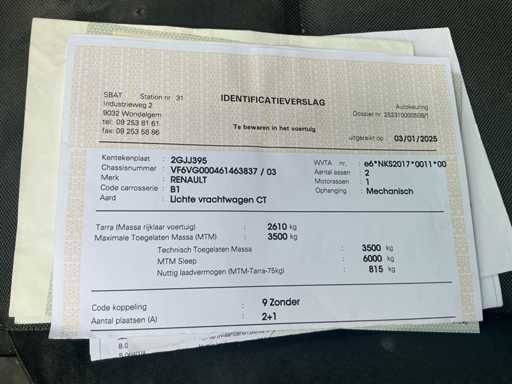 SBAT Station nr 31
Industrieweg 2
9032 Wondelgem
tel: 09 253 81 61
fax: 09 253 58 86
IDENTIFICATIEVERSLAG
Te bewaren in het voertuig
Autokeuring
Dossier nr
uitgereikt op : 03/01/2025
Kentekenplaat : 2GJJ395
Chassisnummer : VF6VG000461463837 / 03
Merk : RENAULT
Code carrosserie : B1
Aard : Lichte vrachtwagen CT
WVTA nr. : e6*NKS2017*0011*00
Aantal assen : 2
Motorassen : 1
Ophanging : Mechanisch
Tarra (Massa rijklaar voertuig) : 2610 kg
Maximale Toegelaten Massa (MTM) : 3500 kg
Technisch Toegelaten Massa : 3500 kg
MTM Sleep : 6000 kg
Nuttig laadvermogen (MTM-Tarra-75kg) : 815 kg
Code koppeling : 9 Zonder
Aantal plaatsen (A) : 2+1